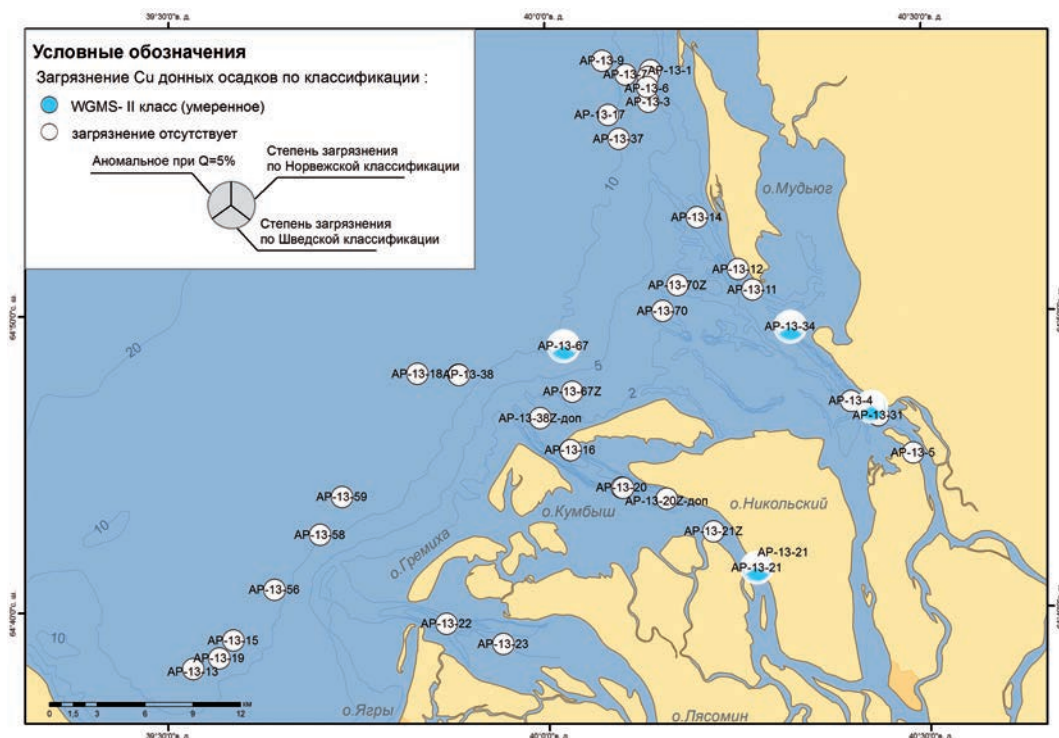 39°30'0"в. д.
40°0'0"в. д.
40°30'0"в. д.
Условные обозначения
Загрязнение Cu донных осадков по классификации :
WGMS- II класс (умеренное)
загрязнение отсутствует
Аномальное при Q=5%
Степень загрязнения
по Норвежской классификации
Степень загрязнения
по Шведской классификации
AP-13-9
AP-13-7
AP-13-1
AP-13-6
AP-13-3
AP-13-17
AP-13-37
10
о.Мудьюг
AP-13-14
AP-13-12
AP-13-70Z
AP-13-11
AP-13-70
AP-13-34
64°50'0"с. ш.
20
AP-13-67
5
AP-13-18
AP-13-38
AP-13-67Z
2
AP-13-4
AP-13-31
AP-13-38Z-доп
AP-13-16
AP-13-5
AP-13-20
AP-13-59
AP-13-20Z-доп
о.Никольский
о.Кумбыш
10
AP-13-58
AP-13-21Z
о.Гремиха
AP-13-21
AP-13-21
AP-13-56
64°40'0"с. ш.
AP-13-22
10
AP-13-15
AP-13-23
AP-13-19
AP-13-13
0 1,5 3 6 9 12
КМ
о.Ягры
о.Лясомин
39°30'0"в. д.
40°0'0"в. д.
40°30'0"в. д.